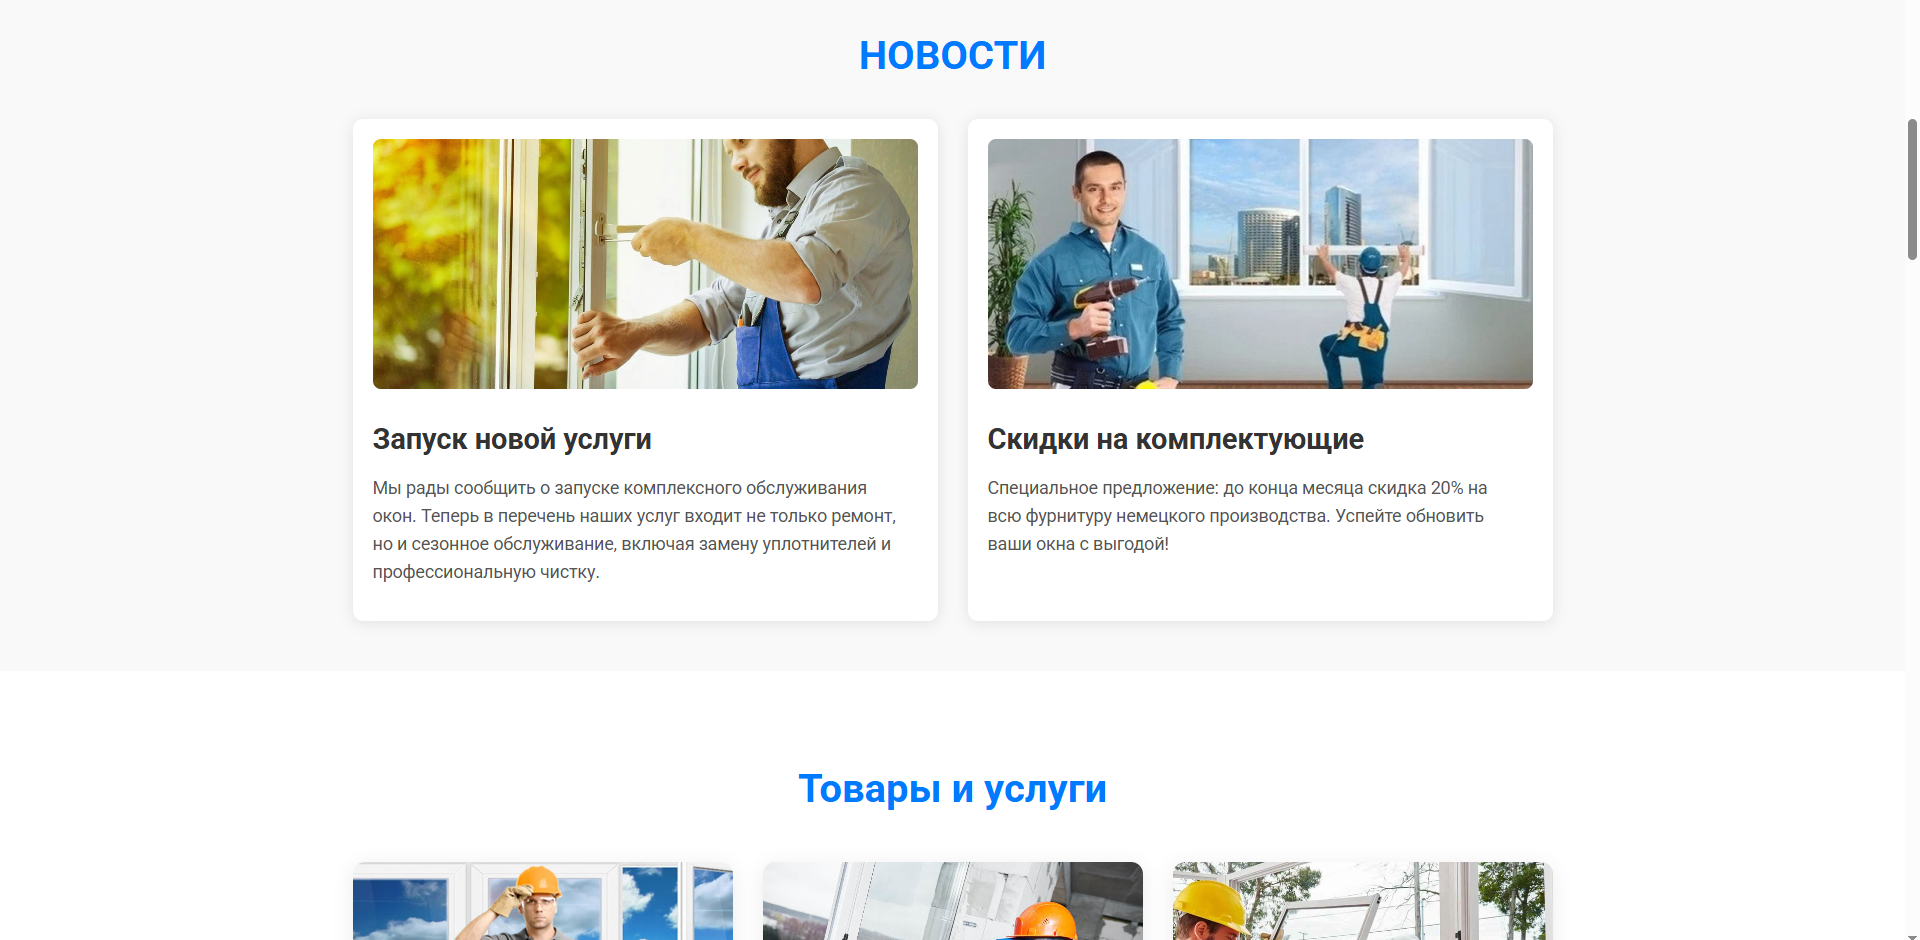 НОВОСТИ
Запуск новой услуги
Мы рады сообщить о запуске комплексного обслуживания
окон. Теперь в перечень наших услуг входит не только ремонт,
но и сезонное обслуживание, включая замену уплотнителей и
профессиональную чистку.
Скидки на комплектующие
Специальное предложение: до конца месяца скидка 20% на
всю фурнитуру немецкого производства. Успейте обновить
ваши окна с выгодой!
Товары и услуги